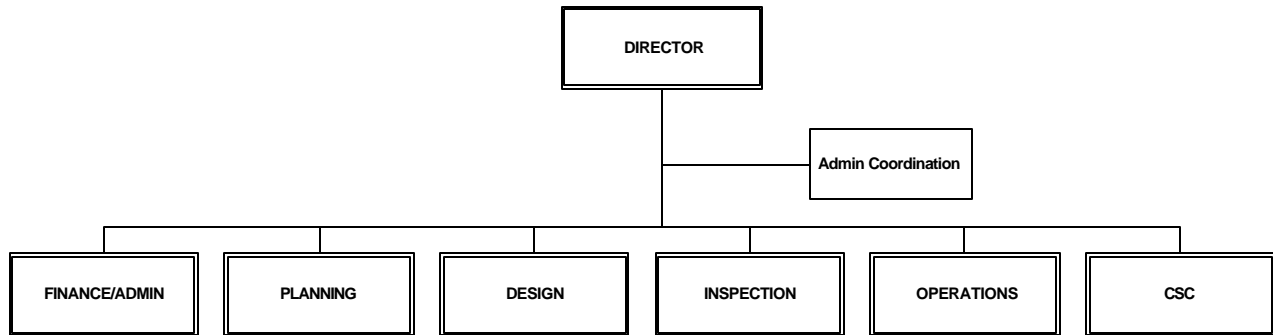 DIRECTOR
Admin Coordination
FINANCE/ADMIN
PLANNING
DESIGN
INSPECTION
OPERATIONS
CSC